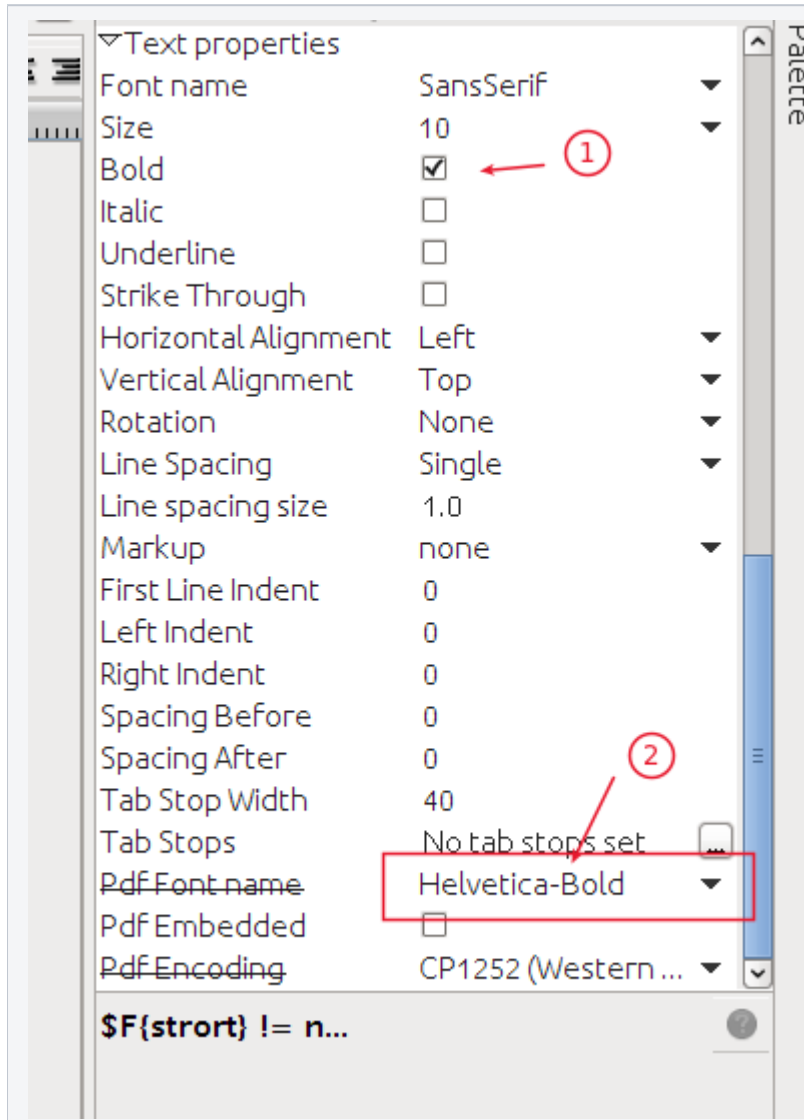 Palette
Text properties
Font name SansSerif
Size 10
Bold
1
Italic
Underline
Strike Through
Horizontal Alignment Left
Vertical Alignment Top
Rotation None
Line Spacing Single
Line spacing size 1.0
Markup none
First Line Indent 0
Left Indent 0
Right Indent 0
Spacing Before 0
Spacing After 0
2
Tab Stop Width 40
Tab Stops No tab stops set ...
Pdf Font name Helvetica-Bold
Pdf Embedded
Pdf Encoding CP1252 (Western ...
$F{strort} != n...
?